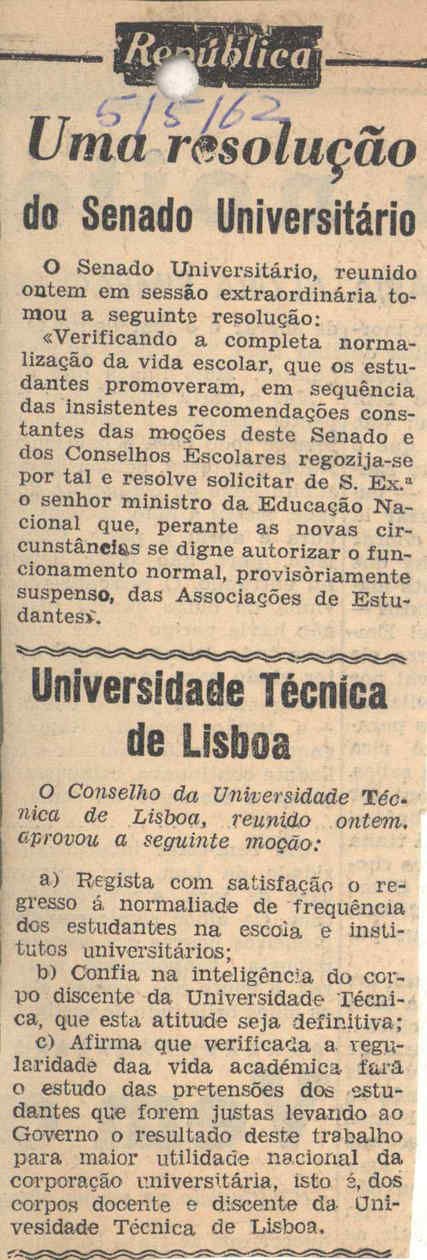 República
5/5/62
Uma resolução
do Senado Universitário
O Senado Universitário, reunido
ontem em sessão extraordinária to-
mou a seguinte resolução:
«Verificando a completa norma-
lização da vida escolar, que os estu-
dantes promoveram, em sequência
das insistentes recomendações cons-
tantes das moções deste Senado e
dos Conselhos Escolares regozija-se
por tal e resolve solicitar de S. Ex.ª
o senhor ministro da Educação Na-
cional que, perante as novas cir-
cunstâncias se digne autorizar o fun-
cionamento normal, provisòriamente
suspenso, das Associações de Estu-
dantes».
Universidade Técnica
de Lisboa
O Conselho da Universidade Téc-
nica de Lisboa, reunido ontem,
aprovou a seguinte moção:
a) Regista com satisfação o re-
gresso á normaliade de frequência
dos estudantes na escola e insti-
tutos universitários;
b) Confia na inteligência do cor-
po discente da Universidade Técni-
ca, que esta atitude seja definitiva;
c) Afirma que verificada a regu-
laridade daa vida académica fará
o estudo das pretensões dos estu-
dantes que forem justas levando ao
Governo o resultado deste trabalho
para maior utilidade nacional da
corporação universitária, isto é, dos
corpos docente e discente da Uni-
vesidade Técnica de Lisboa.